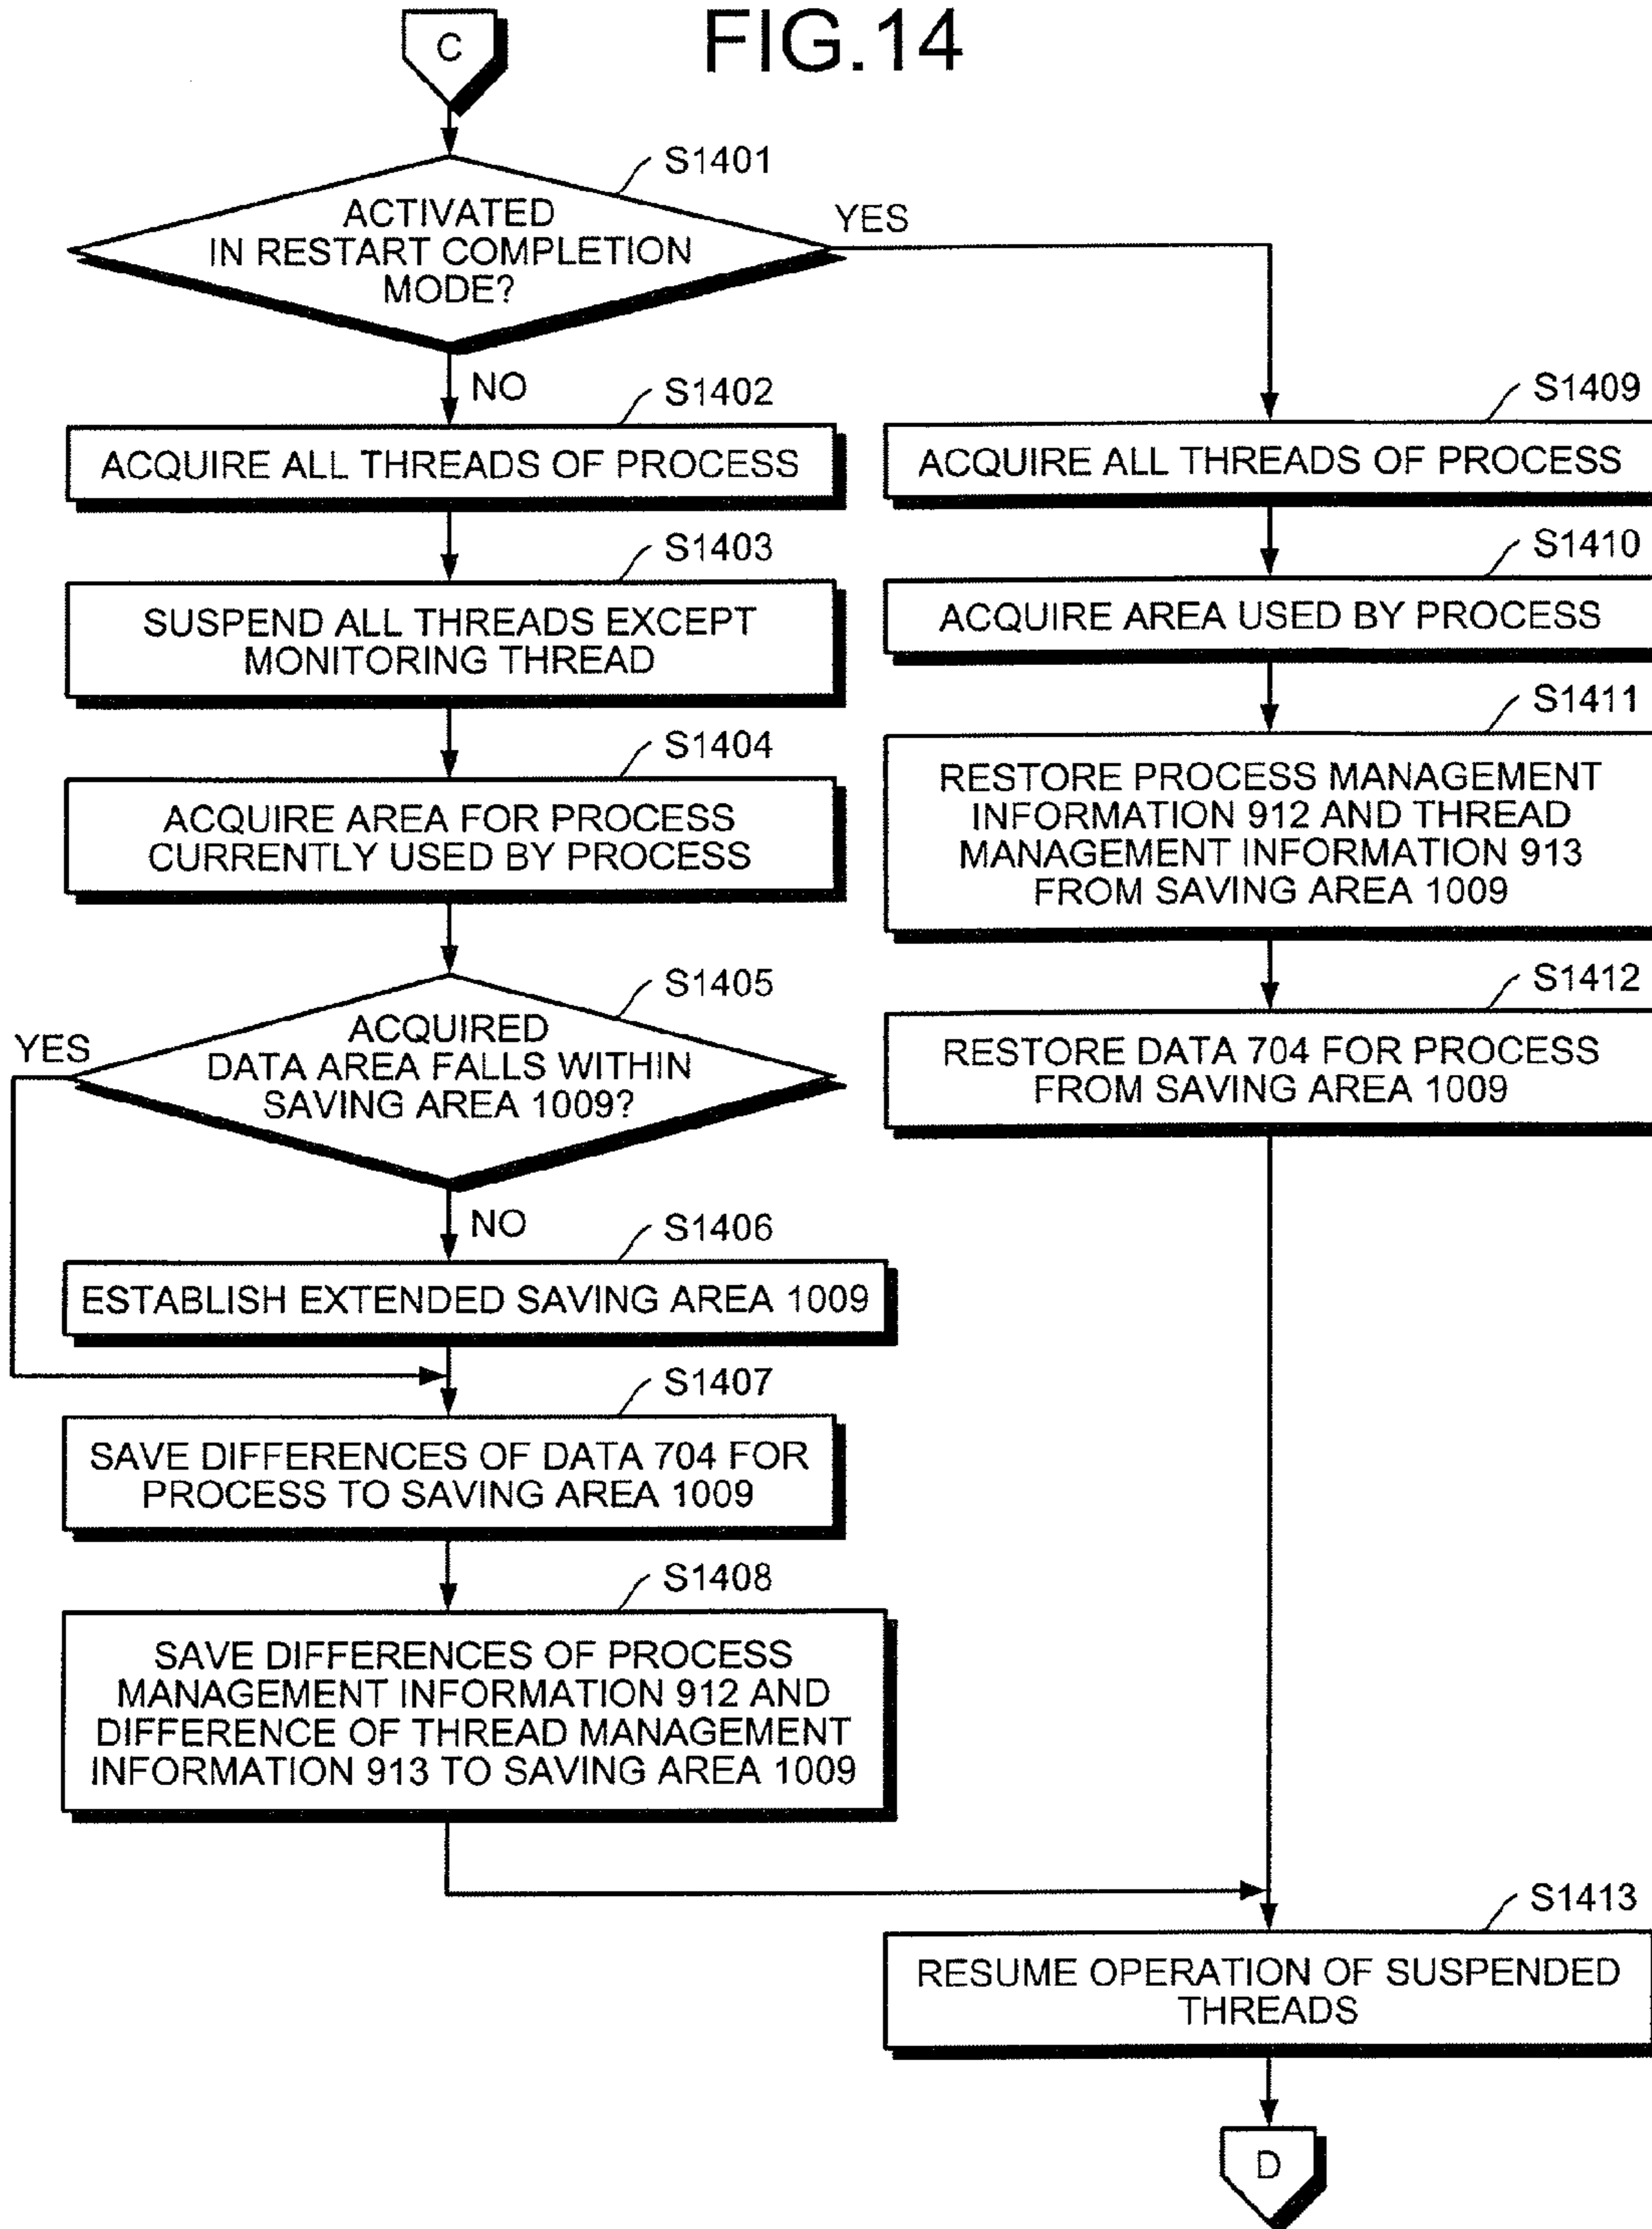 FIG.14
C
S1401
ACTIVATED
IN RESTART COMPLETION
MODE?
YES
NO
S1402
ACQUIRE ALL THREADS OF PROCESS
S1403
SUSPEND ALL THREADS EXCEPT
MONITORING THREAD
S1404
ACQUIRE AREA FOR PROCESS
CURRENTLY USED BY PROCESS
S1405
ACQUIRED
DATA AREA FALLS WITHIN
SAVING AREA 1009?
YES
NO
S1406
ESTABLISH EXTENDED SAVING AREA 1009
S1407
SAVE DIFFERENCES OF DATA 704 FOR
PROCESS TO SAVING AREA 1009
S1408
SAVE DIFFERENCES OF PROCESS
MANAGEMENT INFORMATION 912 AND
DIFFERENCE OF THREAD MANAGEMENT
INFORMATION 913 TO SAVING AREA 1009
S1409
ACQUIRE ALL THREADS OF PROCESS
S1410
ACQUIRE AREA USED BY PROCESS
S1411
RESTORE PROCESS MANAGEMENT
INFORMATION 912 AND THREAD
MANAGEMENT INFORMATION 913
FROM SAVING AREA 1009
S1412
RESTORE DATA 704 FOR PROCESS
FROM SAVING AREA 1009
S1413
RESUME OPERATION OF SUSPENDED
THREADS
D